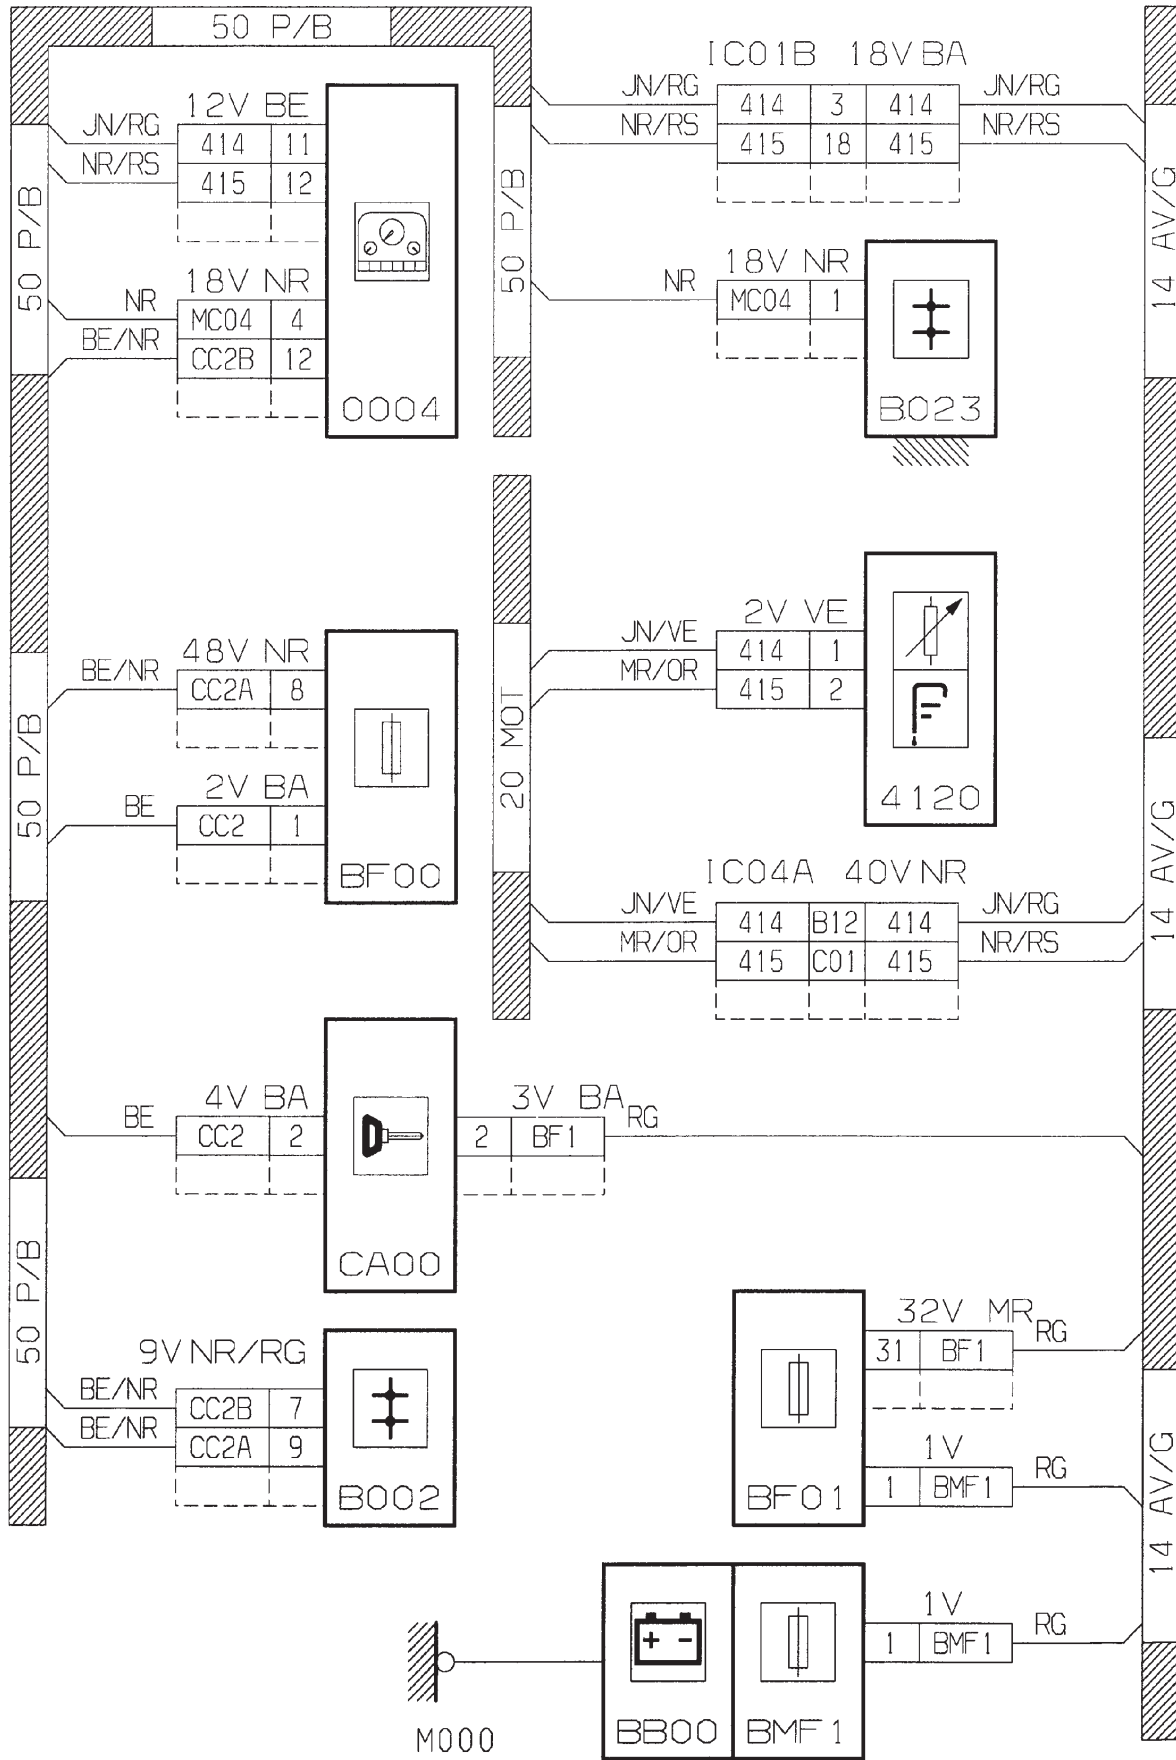 50 P/B
50 P/B
12V BE
JN/RG 414 11
NR/RS 415 12
18V NR
NR MC04 4
BE/NR CC2B 12
0004
50 P/B
IC01B 18V BA
JN/RG 414 3 414 JN/RG
NR/RS 415 18 415 NR/RS
14 AV/G
18V NR
NR MC04 1
B023
50 P/B
48V NR
BE/NR CC2A 8
2V BA
BE CC2 1
BF00
20 MOT
2V VE
JN/VE 414 1
MR/OR 415 2
4120
14 AV/G
IC04A 40V NR
JN/VE 414 B12 414 JN/RG
MR/OR 415 C01 415 NR/RS
4V BA
BE CC2 2
CA00
3V BA
2 BF1 RG
50 P/B
9V NR/RG
BE/NR CC2B 7
BE/NR CC2A 9
B002
32V MR
31 BF1 RG
1V
1 BMF1 RG
BF01
14 AV/G
1V
1 BMF1 RG
+ -
BB00
BMF1
M000